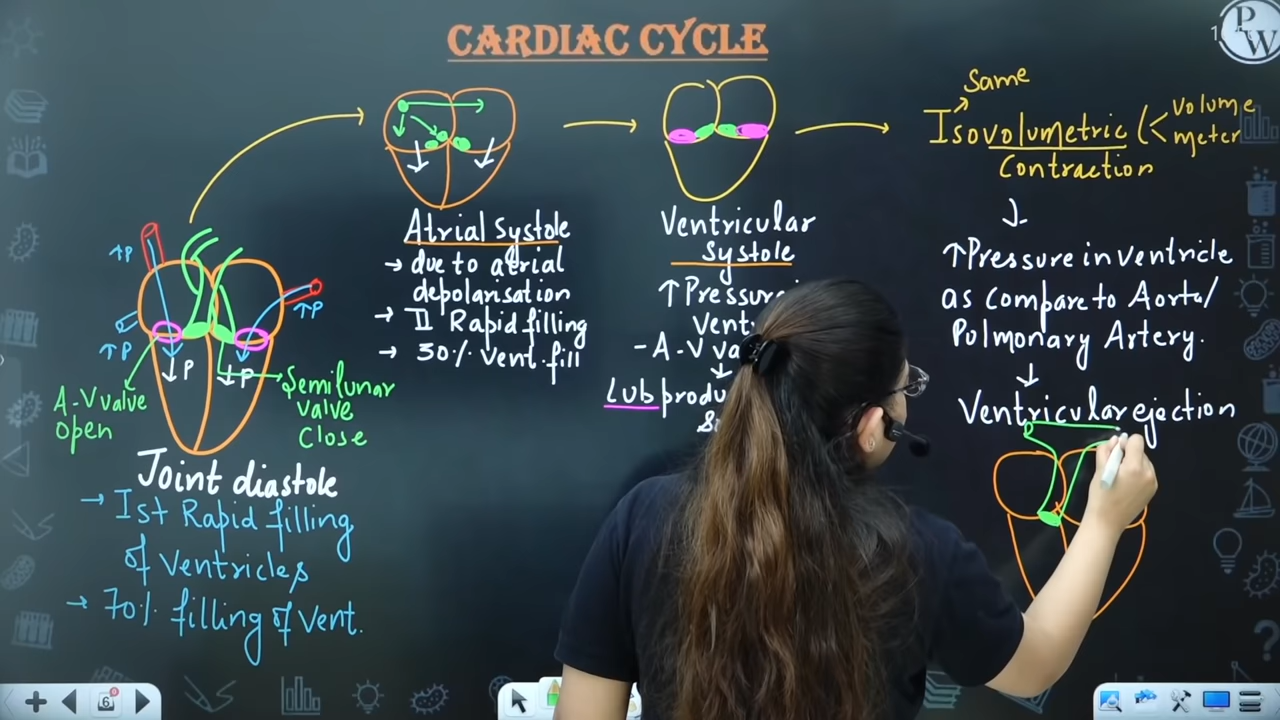 CARDIAC CYCLE
PW
Same
Isovolumetric (< volume
meter
Contraction
↓
↑Pressure in ventricle
as compare to Aorta/
Pulmonary Artery.
↓
Ventricular ejection
Atrial Systole
→ due to atrial
depolarisation
→ II Rapid filling
→ 30% Vent. fill
Ventricular
Systole
↑ Pressure
- A-V
↓
Lub
↑P
↑P
↑P
↓P
↓P
A-V valve
open
Semilunar
valve
Close
Joint diastole
→ Ist Rapid filling
of Ventricles
→ 70% filling of Vent.
6